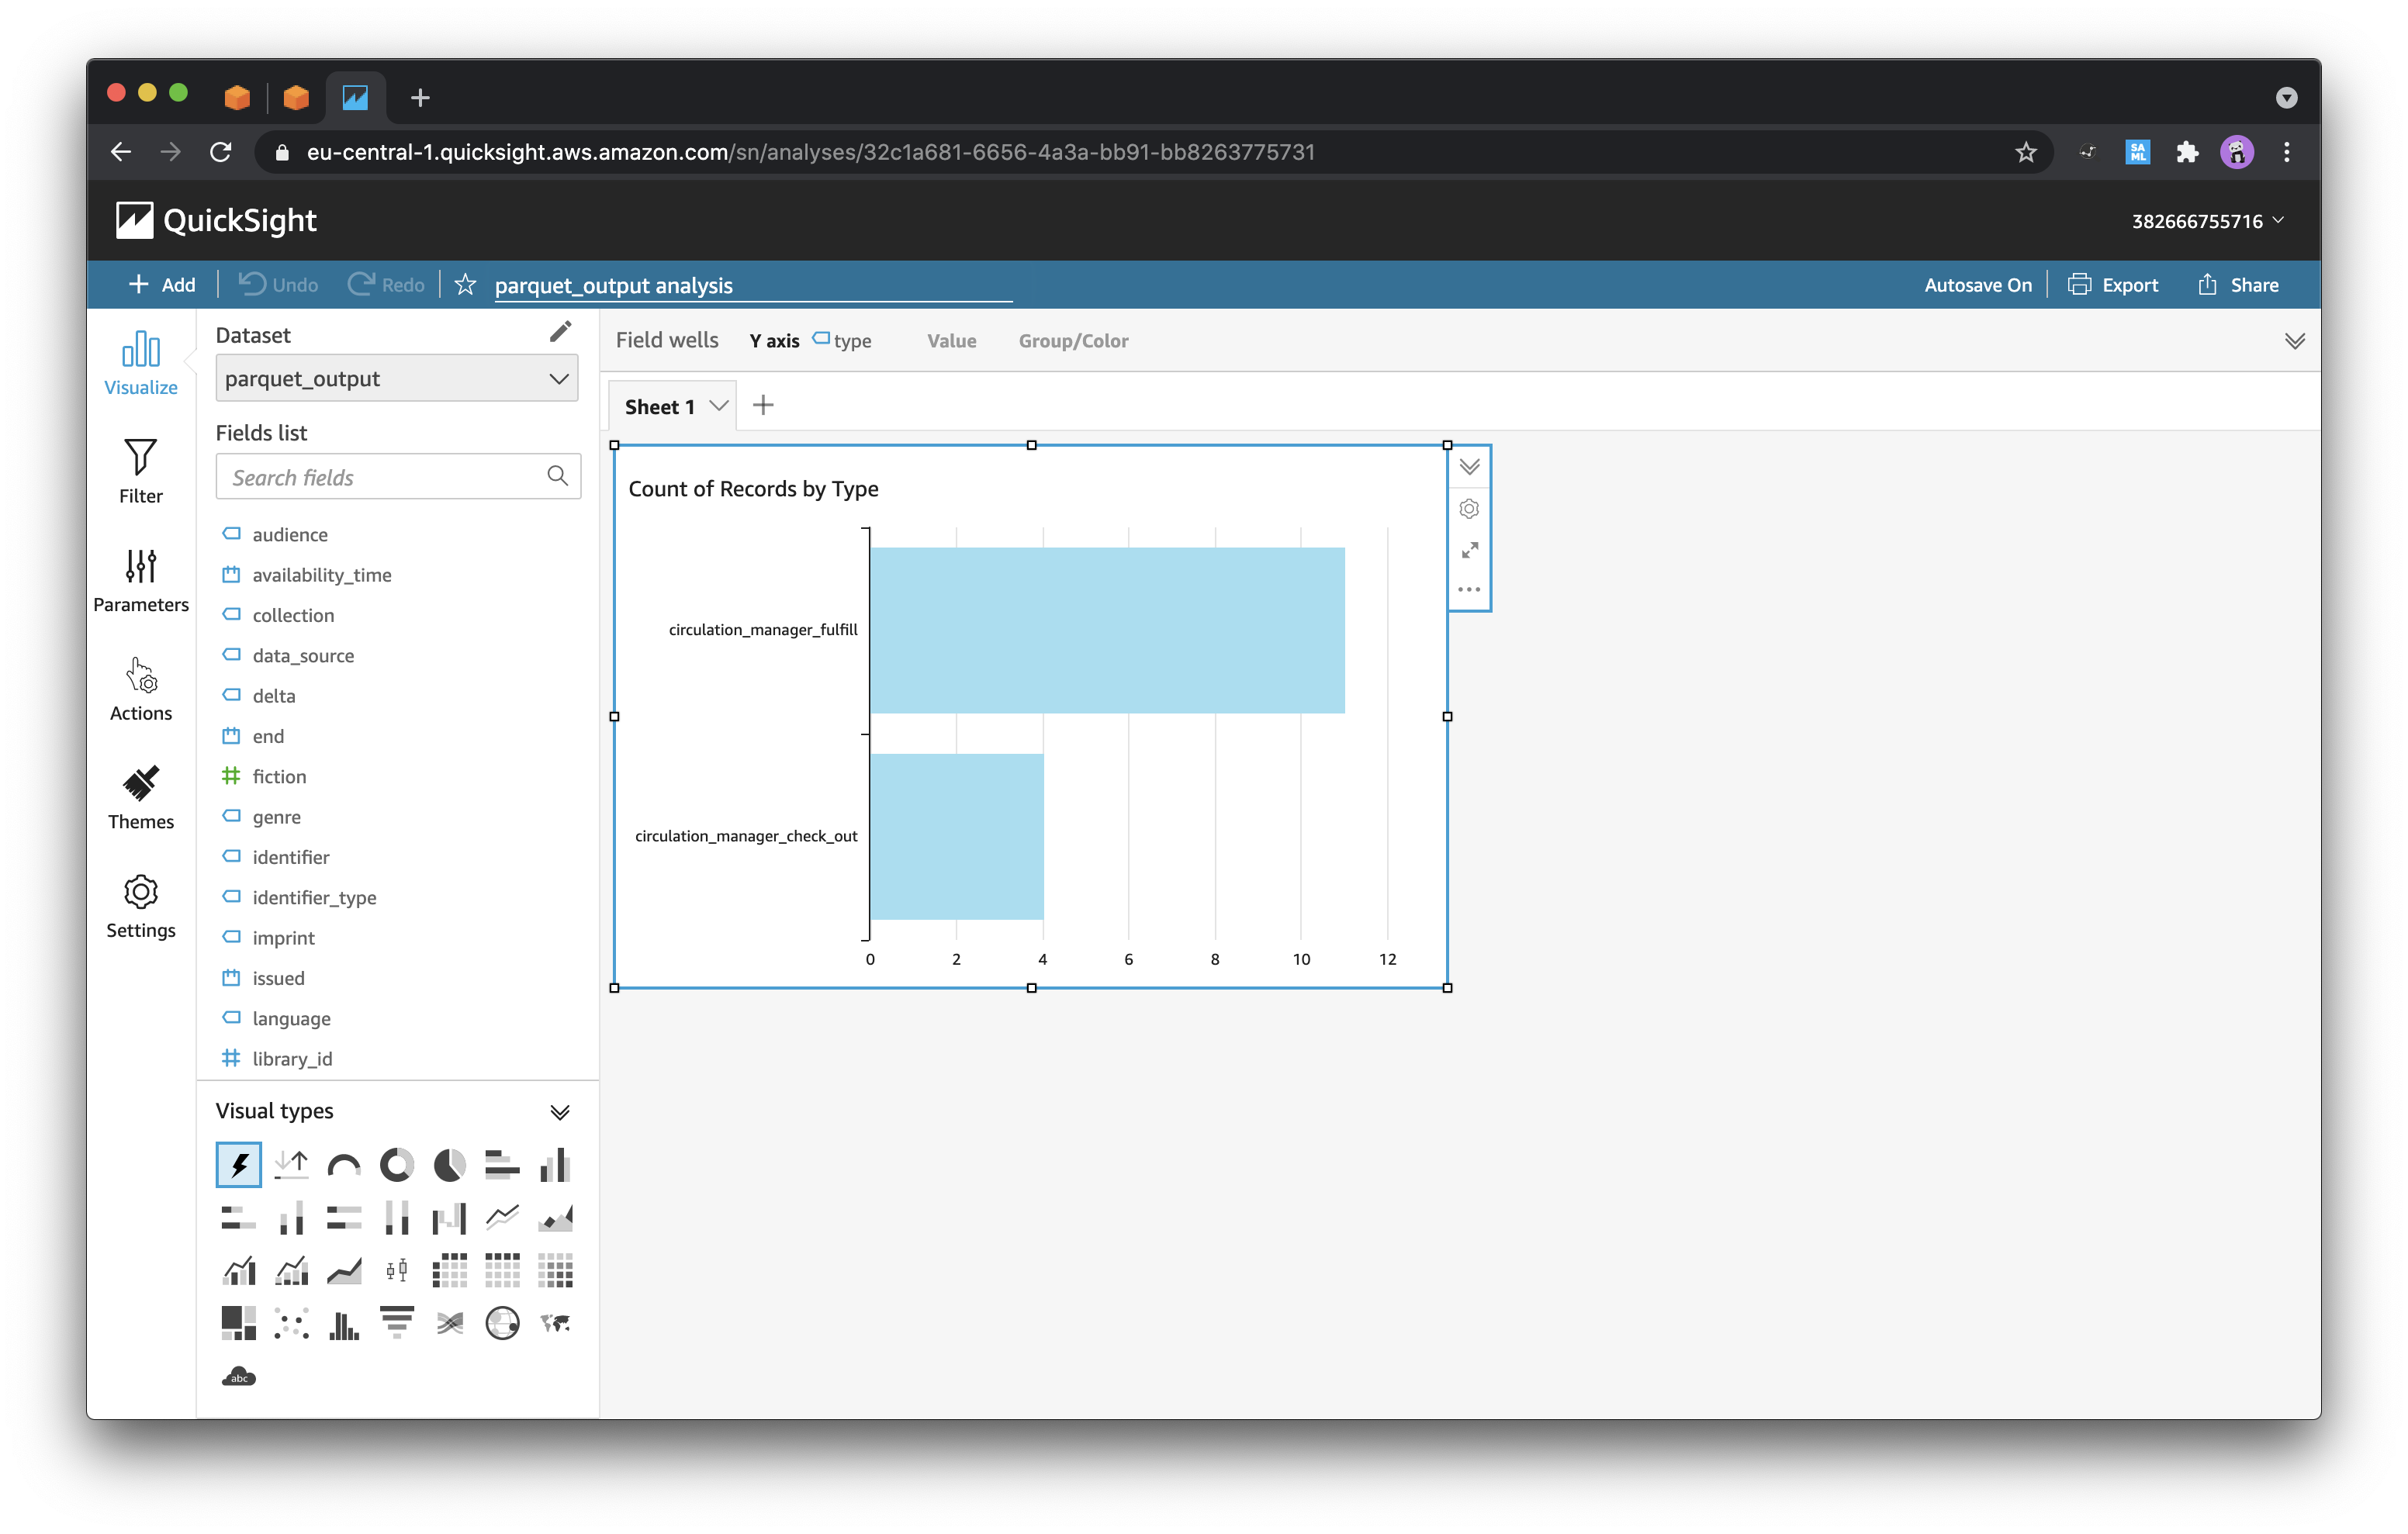 eu-central-1.quicksight.aws.amazon.com/sn/analyses/32c1a681-6656-4a3a-bb91-bb8263775731
SA
ML
QuickSight
382666755716
Add
Undo
Redo
parquet_output analysis
Autosave On
Export
Share
Visualize
Filter
Parameters
Actions
Themes
Settings
Dataset
parquet_output
Fields list
Search fields
audience
availability_time
collection
data_source
delta
end
fiction
genre
identifier
identifier_type
imprint
issued
language
library_id
Visual types
abc
Field wells Y axis type Value Group/Color
Sheet 1
Count of Records by Type
circulation_manager_fulfill
circulation_manager_check_out
0 2 4 6 8 10 12